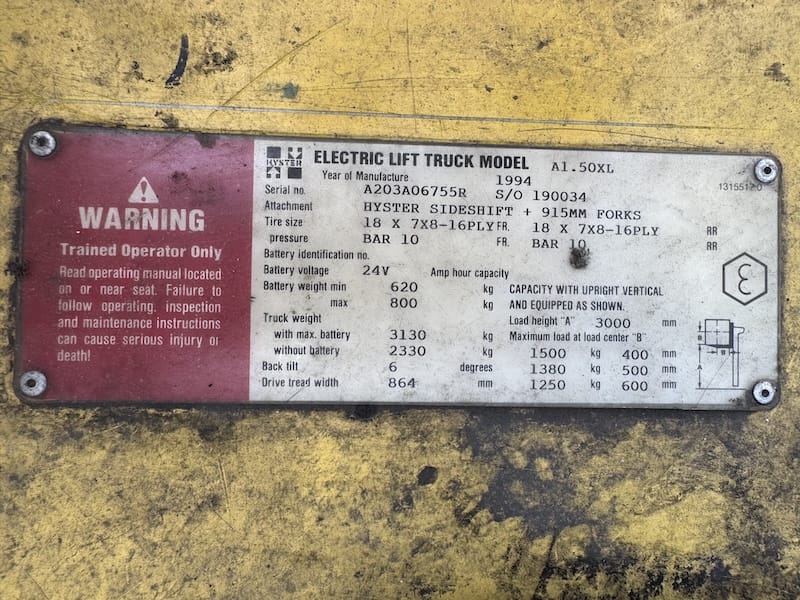 WARNING
Trained Operator Only
Read operating manual located
on or near seat. Failure to
follow operating, inspection
and maintenance instructions
can cause serious injury or
death!
HYSTER ELECTRIC LIFT TRUCK MODEL A1.50XL
Year of Manufacture 1994 1315512.0
Serial no. A203A06755R S/O 190034
Attachment HYSTER SIDESHIFT + 915MM FORKS
Tire size 18 X 7X8-16PLY FR. 18 X 7X8-16PLY RR
pressure BAR 10 FR. BAR 10 RR
Battery identification no.
Battery voltage 24V Amp hour capacity
Battery weight min 620 kg CAPACITY WITH UPRIGHT VERTICAL
max 800 kg AND EQUIPPED AS SHOWN.
Truck weight Load height "A" 3000 mm
with max. battery 3130 kg Maximum load at load center "B"
without battery 2330 kg 1500 kg 400 mm
Back tilt 6 degrees 1380 kg 500 mm
Drive tread width 864 mm 1250 kg 600 mm
B
B
A